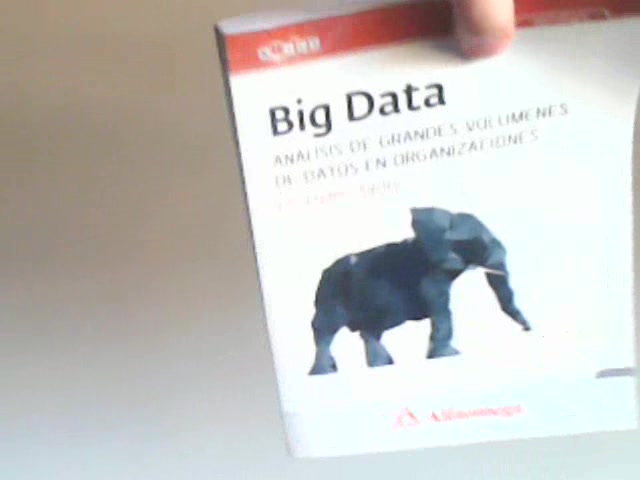 Big Data
ANÁLISIS DE GRANDES VOLÚMENES
DE DATOS EN ORGANIZACIONES
Alfaomega